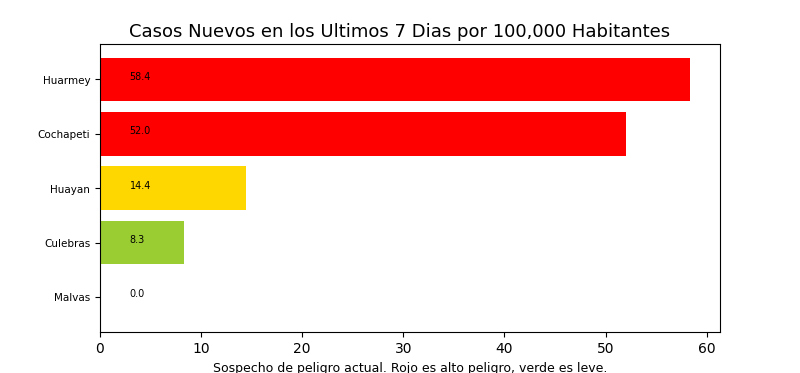 Casos Nuevos en los Ultimos 7 Dias por 100,000 Habitantes
Huarmey 58.4
Cochapeti 52.0
Huayan 14.4
Culebras 8.3
Malvas 0.0
0 10 20 30 40 50 60
Sospecho de peligro actual. Rojo es alto peligro, verde es leve.